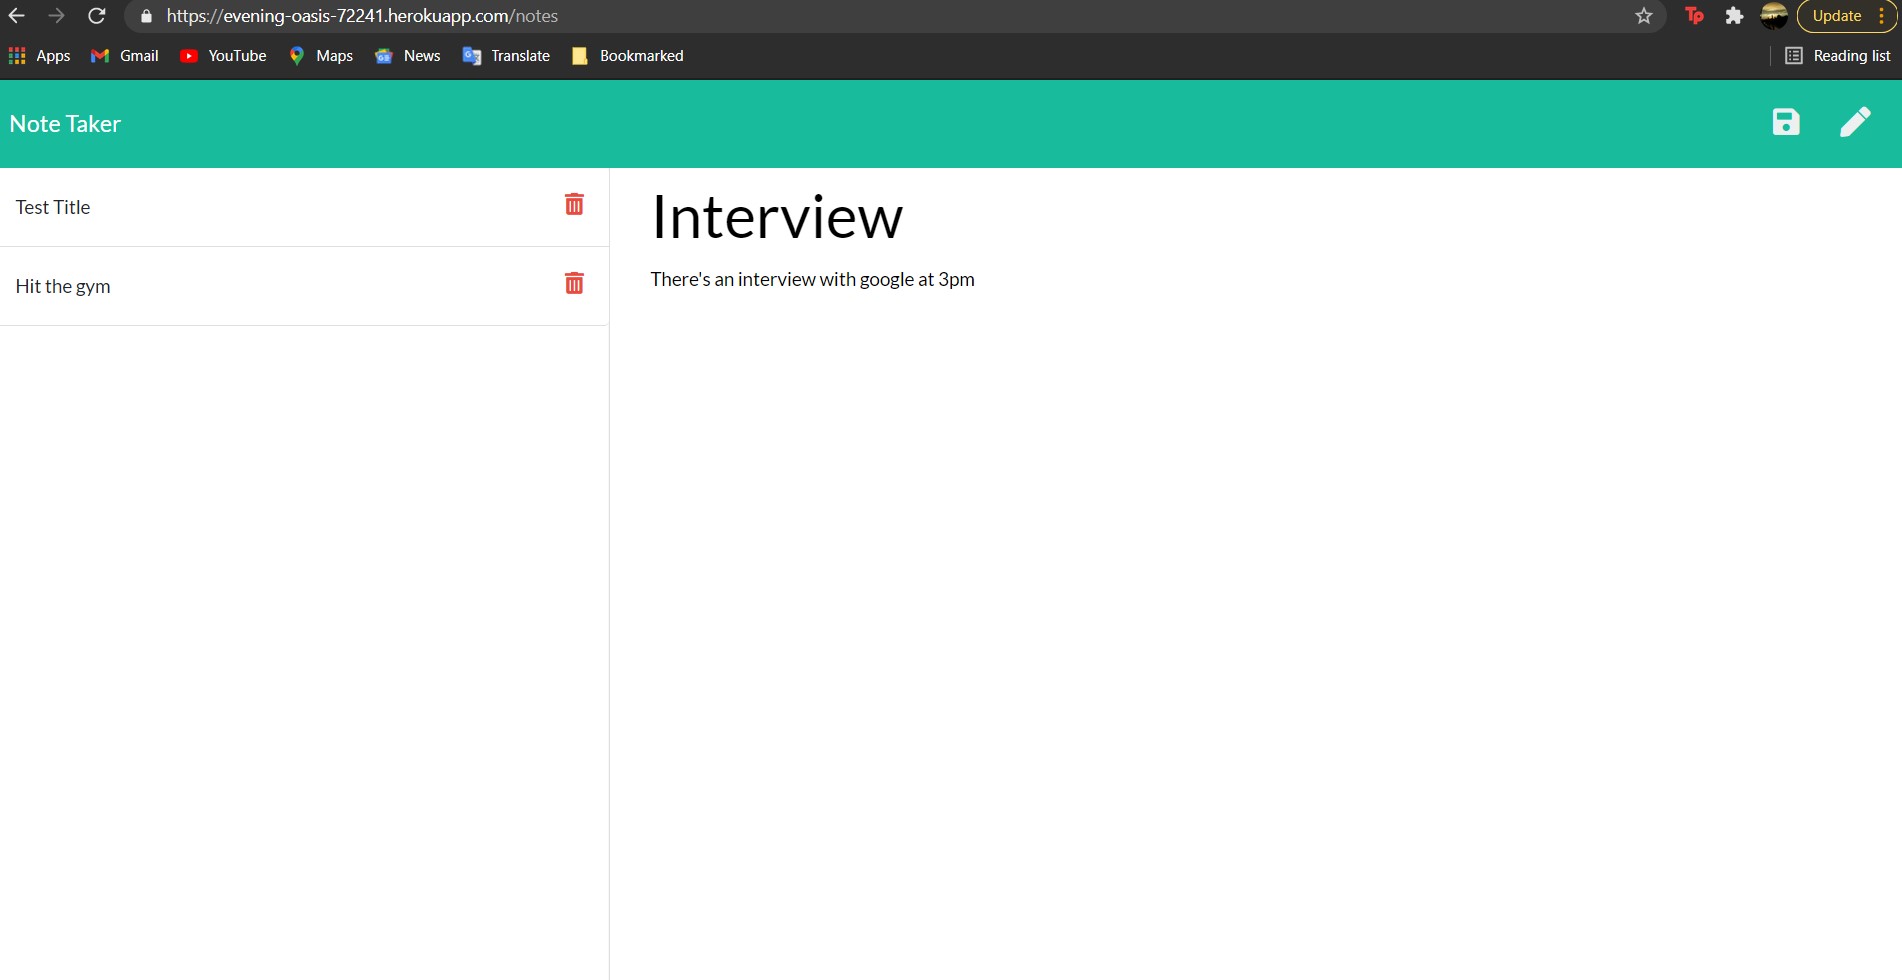 https://evening-oasis-72241.herokuapp.com/notes
Tp
Update
Apps
Gmail
YouTube
Maps
News
Translate
Bookmarked
Reading list
Note Taker
Test Title
Hit the gym
Interview
There's an interview with google at 3pm